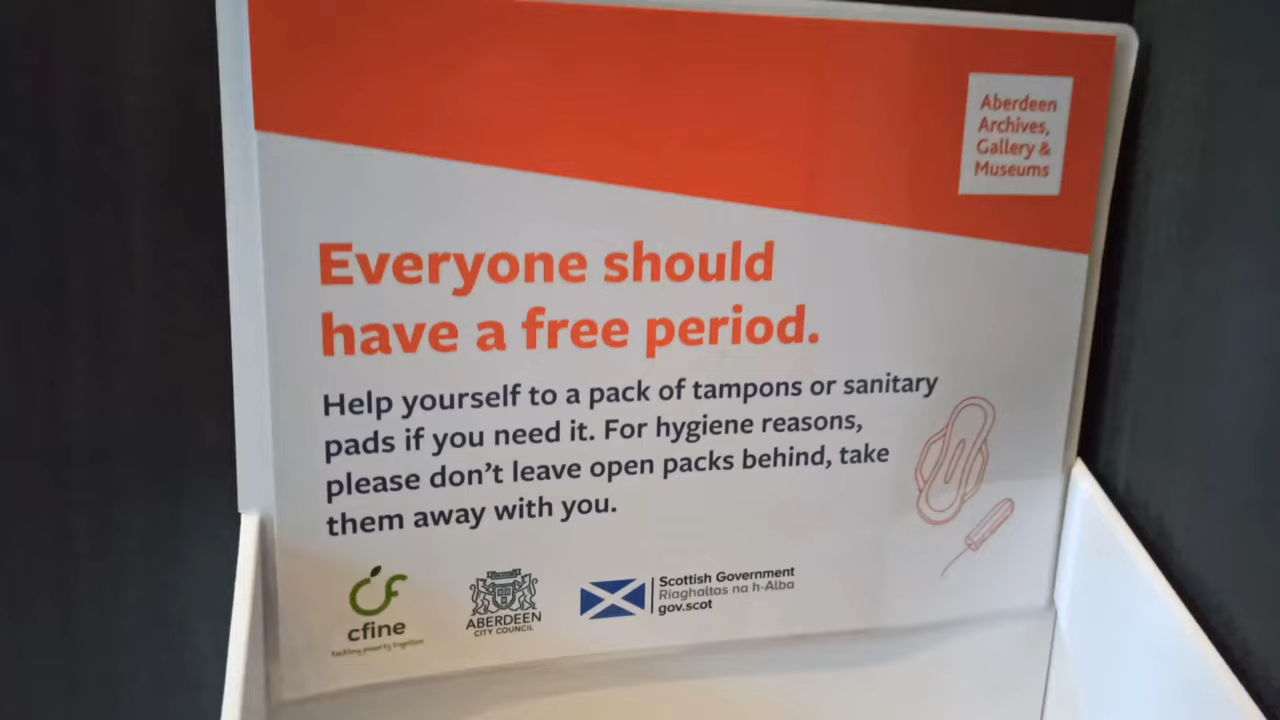 Aberdeen
Archives,
Gallery &
Museums
Everyone should
have a free period.
Help yourself to a pack of tampons or sanitary
pads if you need it. For hygiene reasons,
please don't leave open packs behind, take
them away with you.
cfine
tackling poverty together
ABERDEEN
CITY COUNCIL
Scottish Government
Riaghaltas na h-Alba
gov.scot